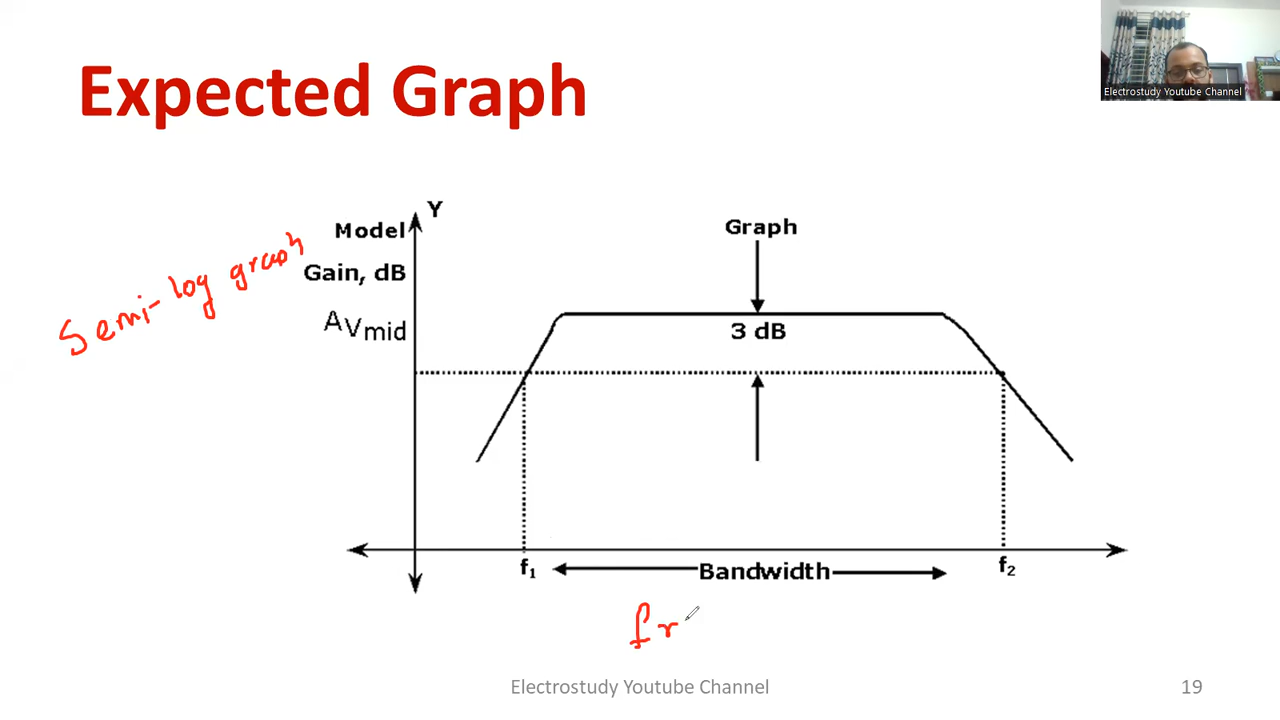 Electrostudy Youtube Channel
Expected Graph
Y
Model
Graph
Gain, dB
Semi-log graph
AVmid
3 dB
f1
Bandwidth
f2
fr
Electrostudy Youtube Channel
19